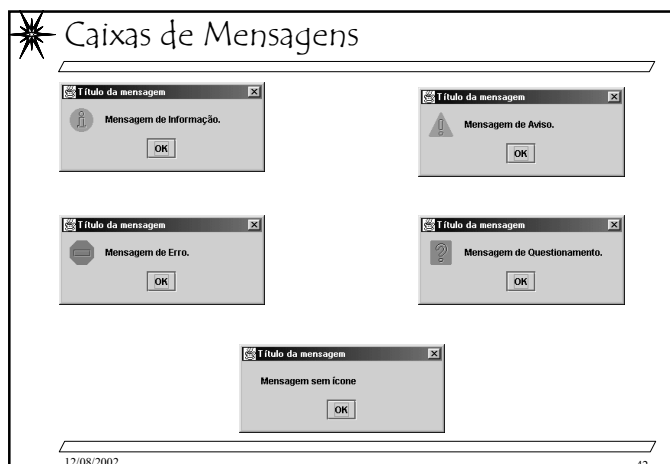 Caixas de Mensagens
Título da mensagem
Mensagem de Informação.
OK
Título da mensagem
Mensagem de Aviso.
OK
Título da mensagem
Mensagem de Erro.
OK
Título da mensagem
Mensagem de Questionamento.
OK
Título da mensagem
Mensagem sem ícone
OK
12/08/2002
42